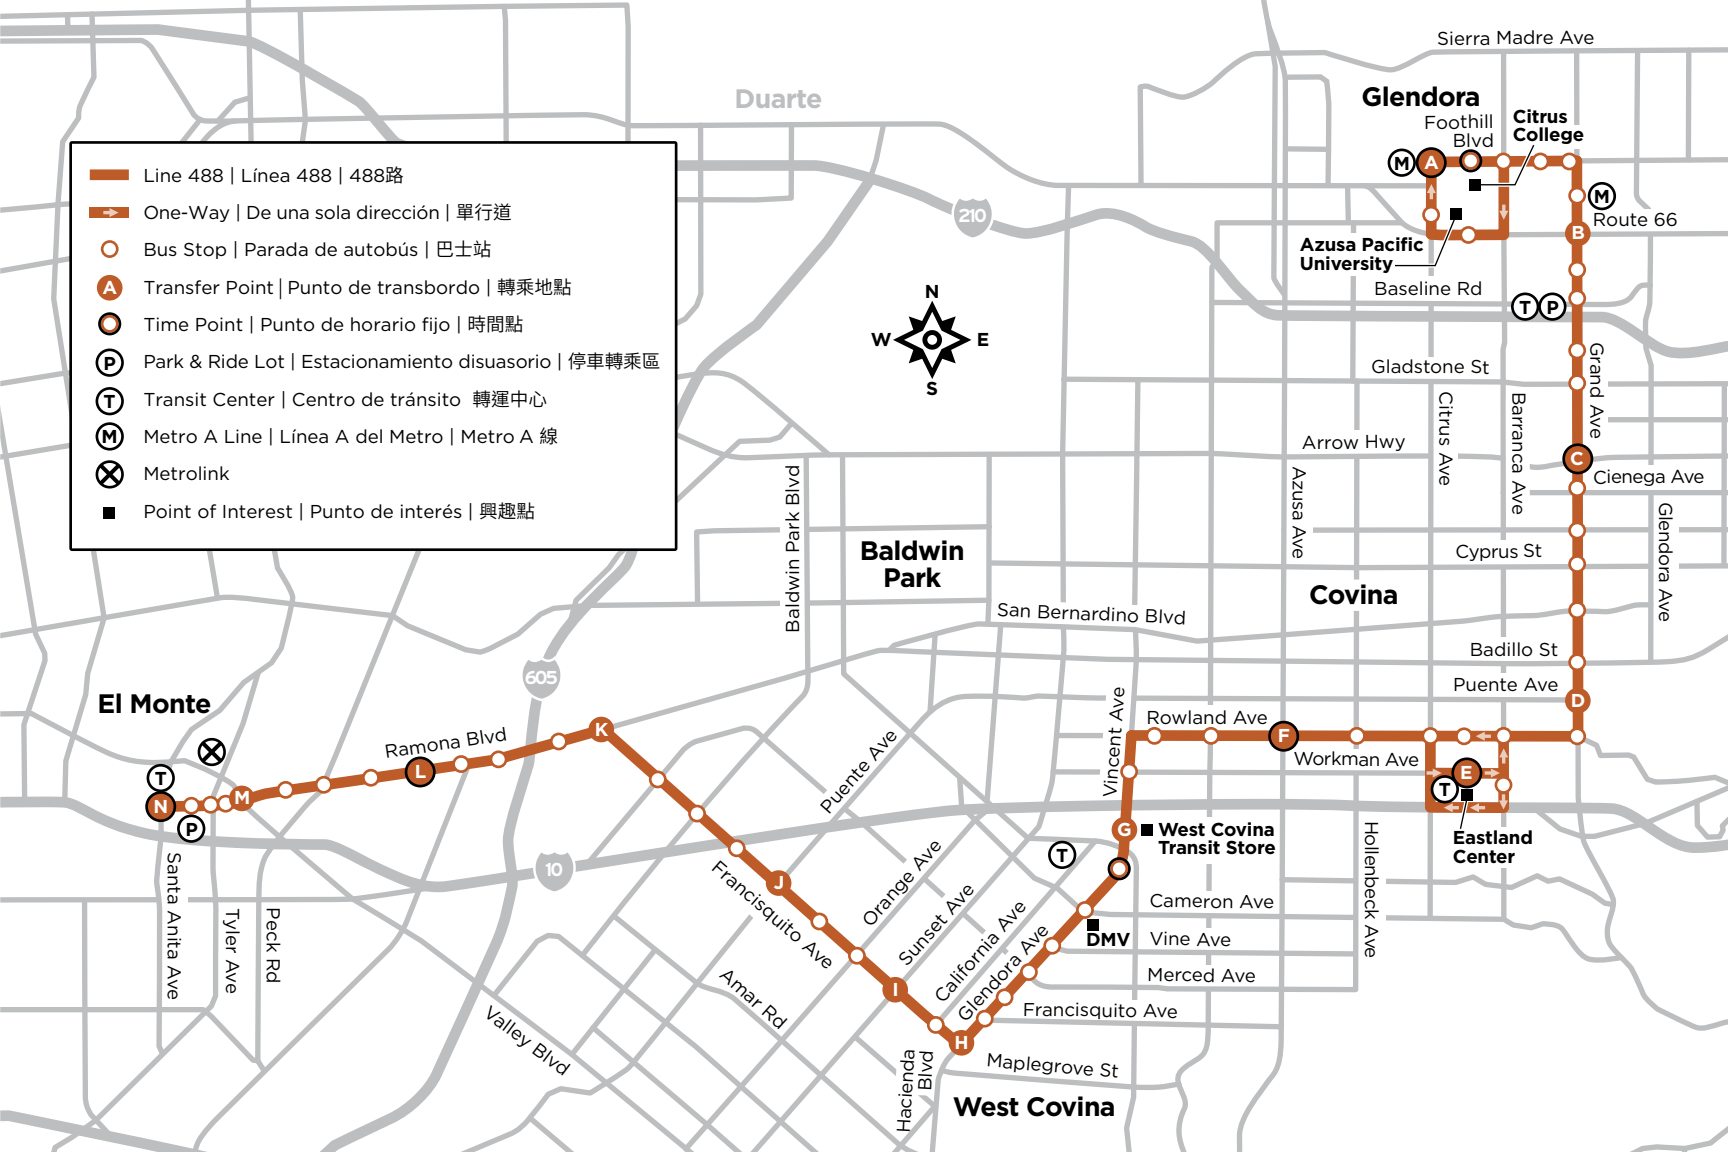 Sierra Madre Ave
Duarte
Glendora
Foothill
Blvd
Citrus
College
M
A
M
Route 66
B
Azusa Pacific
University
Baseline Rd
T
P
210
Line 488 | Línea 488 | 488路
One-Way | De una sola dirección | 單行道
Bus Stop | Parada de autobús | 巴士站
A
Transfer Point | Punto de transbordo | 轉乘地點
Time Point | Punto de horario fijo | 時間點
P
Park & Ride Lot | Estacionamiento disuasorio | 停車轉乘區
T
Transit Center | Centro de tránsito 轉運中心
M
Metro A Line | Línea A del Metro | Metro A 線
Metrolink
Point of Interest | Punto de interés | 興趣點
N
W
E
S
Gladstone St
Grand Ave
Citrus Ave
Barranca Ave
Arrow Hwy
C
Cienega Ave
Azusa Ave
Glendora Ave
Baldwin Park Blvd
Baldwin
Park
Cyprus St
Covina
San Bernardino Blvd
Badillo St
Puente Ave
D
605
El Monte
Ramona Blvd
K
L
M
N
T
P
Vincent Ave
Rowland Ave
F
Workman Ave
E
T
Eastland
Center
Puente Ave
G
West Covina
Transit Store
T
10
Hollenbeck Ave
Santa Anita Ave
Tyler Ave
Peck Rd
Francisquito Ave
J
Orange Ave
Sunset Ave
California Ave
Glendora Ave
Cameron Ave
DMV
Vine Ave
Merced Ave
I
Amar Rd
Francisquito Ave
Valley Blvd
H
Hacienda
Blvd
Maplegrove St
West Covina